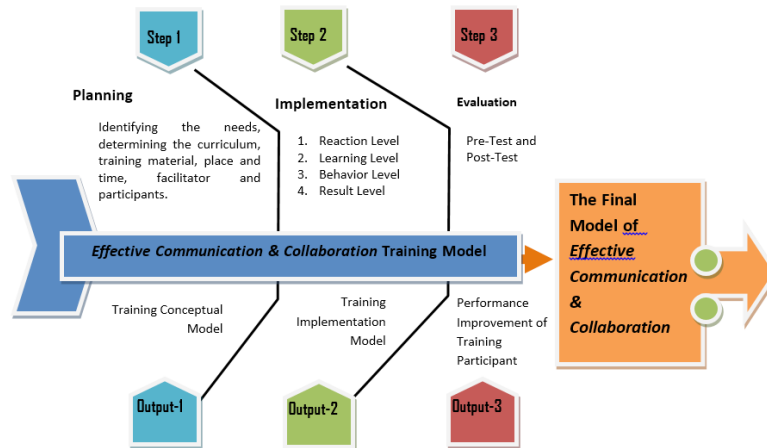 Step 1
Step 2
Step 3
Planning
Identifying the needes,
determining the curriculum,
training material, place and
time, facilitator and
participants.
Implementation
1. Reaction Level
2. Learning Level
3. Behavior Level
4. Result Level
Evaluation
Pre-Test and
Post-Test
Effective Communication & Collaboration Training Model
The Final
Model of
Effective
Communication
&
Collaboration
Training Conceptual
Model
Training
Implementation
Model
Performance
Improvement of
Training
Participant
Output-1
Output-2
Output-3